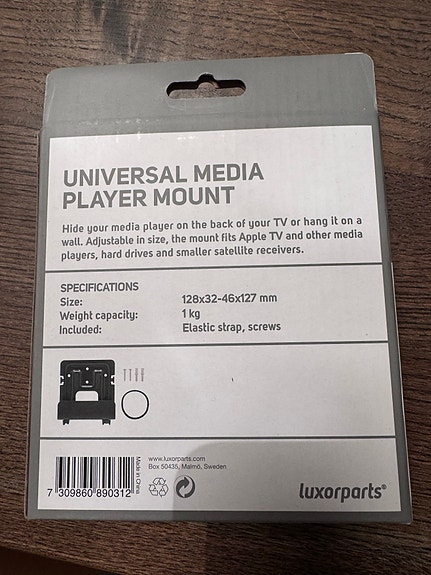 UNIVERSAL MEDIA
PLAYER MOUNT
Hide your media player on the back of your TV or hang it on a
wall. Adjustable in size, the mount fits Apple TV and other media
players, hard drives and smaller satellite receivers.
SPECIFICATIONS
Size: 128x32-46x127 mm
Weight capacity: 1 kg
Included: Elastic strap, screws
7 309860 890312
Made in China
www.luxorparts.com
Box 50435, Malmö, Sweden
luxorparts®